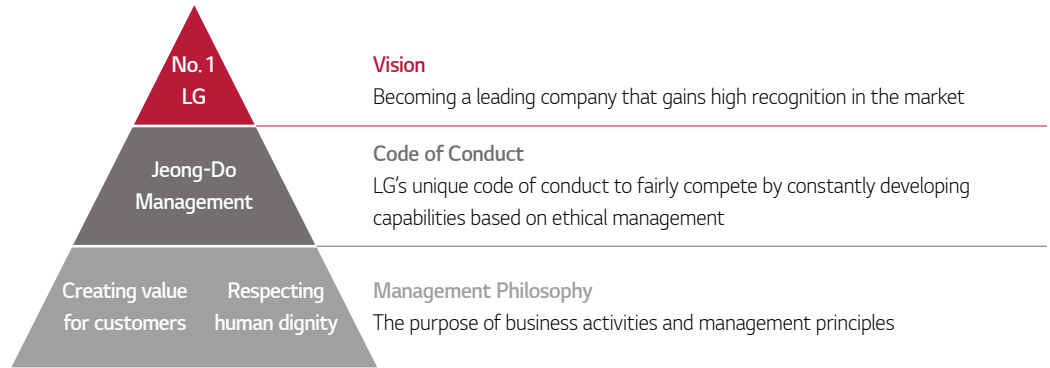 No. 1
LG
Vision
Becoming a leading company that gains high recognition in the market
Jeong-Do
Management
Code of Conduct
LG's unique code of conduct to fairly compete by constantly developing
capabilities based on ethical management
Creating value
for customers
Respecting
human dignity
Management Philosophy
The purpose of business activities and management principles